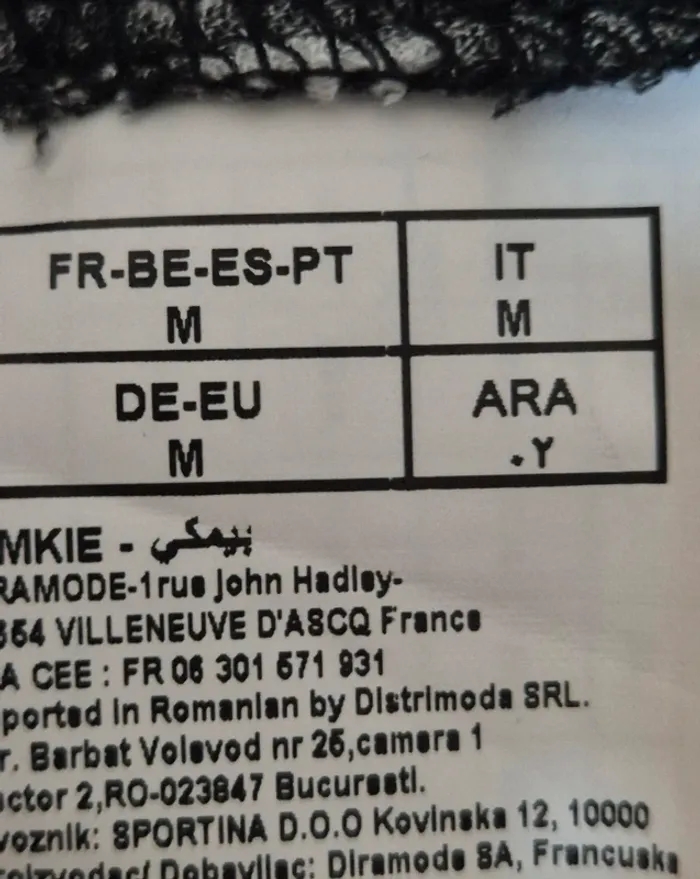 FR-BE-ES-PT IT
M M
DE-EU ARA
M ٠٢
MKIE - بيمكي
RAMODE-1rue John Hadley-
VILLENEUVE D'ASCQ France
A CEE : FR 06 301 571 931
ported in Romanian by Distrimoda SRL.
r. Barbat Voievod nr 25,camera 1
ctor 2,RO-023847 Bucuresti.
voznik: SPORTINA D.O.O Kovinska 12, 10000
Dobavljac: Diramode SA, Francuska